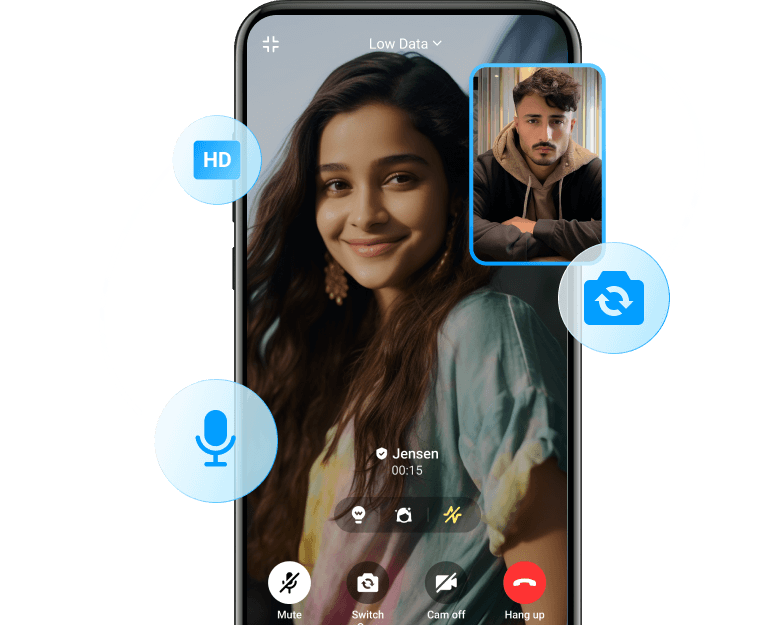 Low Data
HD
Jensen
00:15
Mute
Switch
Cam off
Hang up